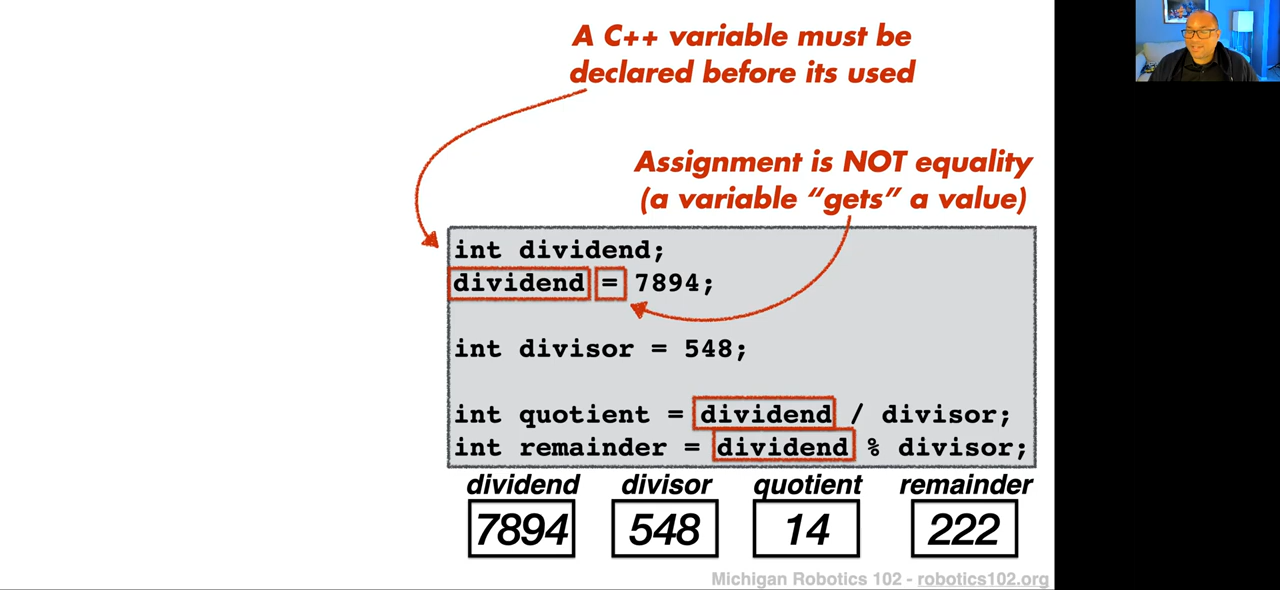 A C++ variable must be
declared before its used
Assignment is NOT equality
(a variable “gets” a value)
int dividend;
dividend = 7894;
int divisor = 548;
int quotient = dividend / divisor;
int remainder = dividend % divisor;
dividend divisor quotient remainder
7894 548 14 222
Michigan Robotics 102 - robotics102.org